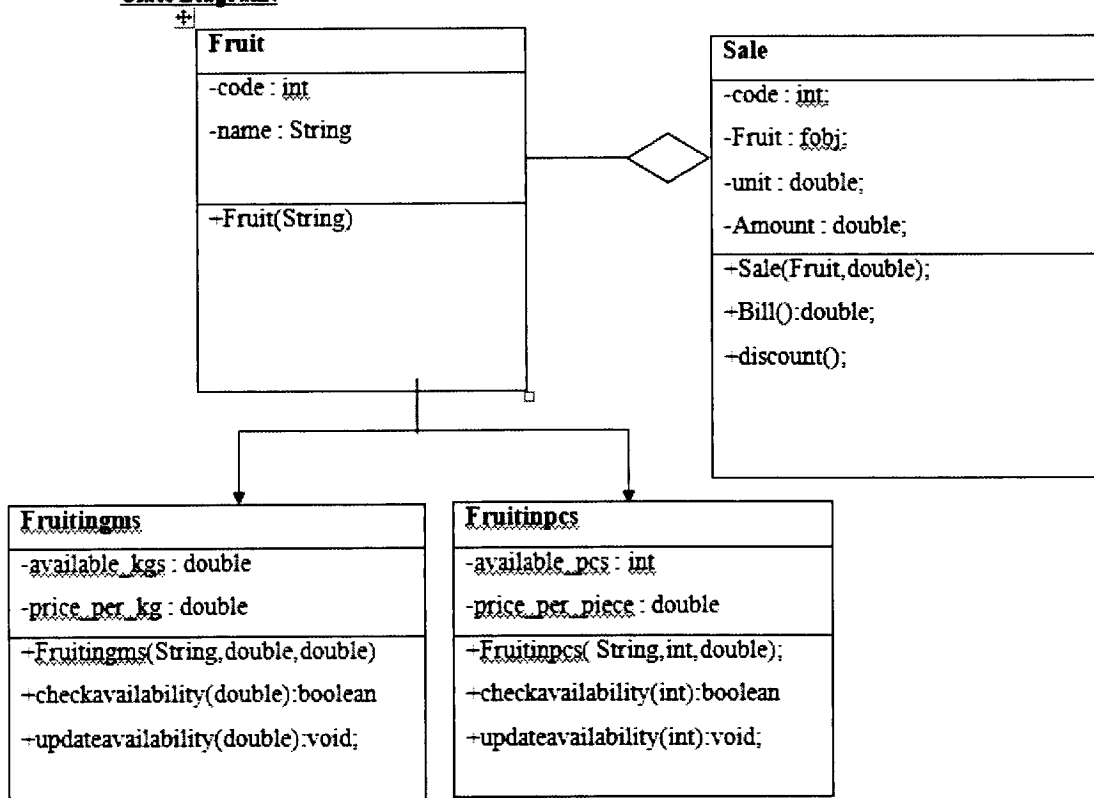 Fruit
-code : int
-name : String
+Fruit(String)
Sale
-code : int;
-Fruit : fobj;
-unit : double;
-Amount : double;
+Sale(Fruit,double);
+Bill():double;
+discount();
Fruitingms
-available_kgs : double
-price_per_kg : double
+Fruitingms(String,double,double)
+checkavailability(double):boolean
+updateavailability(double):void;
Fruitinpcs
-available_pcs : int
-price_per_piece : double
+Fruitinpcs( String,int,double);
+checkavailability(int):boolean
+updateavailability(int):void;